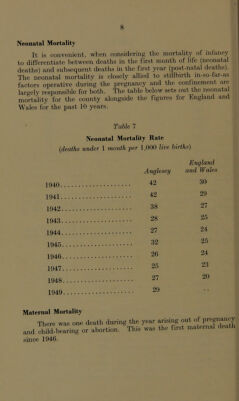 8
Neonatal Mortality
It is convenient, when considering the mortality of infancy
to differentiate between deaths in the first month of life (neonatal
deaths) and subsequent deaths in the first year (post-natal deaths).
The neonatal mortality is closely allied to stillbirth in-so-far-as
factors operative during the pregnancy and the confinement are
largely responsible for both. The table below sets out the neonatal
mortality for the county alongside the figures for England and
Wales for the past 10 years.
Table 7
Neonatal Mortality Rate
(deaths under 1 month per 1,000 live births)
England
Anglesey and Wales
1940 .................... 42 30
1941 .................... 42 29
1942 .................... 38 27
1943 .................... 28 25
1944 .................... 27 24
1945 .................... 32 25
1946 .................... 26 24
1947 .................... 25 23
1948 .................... 27 20
1949 .................... 29 ..
Maternal Mortality
There was one death during the year arising out of pregnancy
and child-bearing or abortion. This was the first maternal death
since 1946.